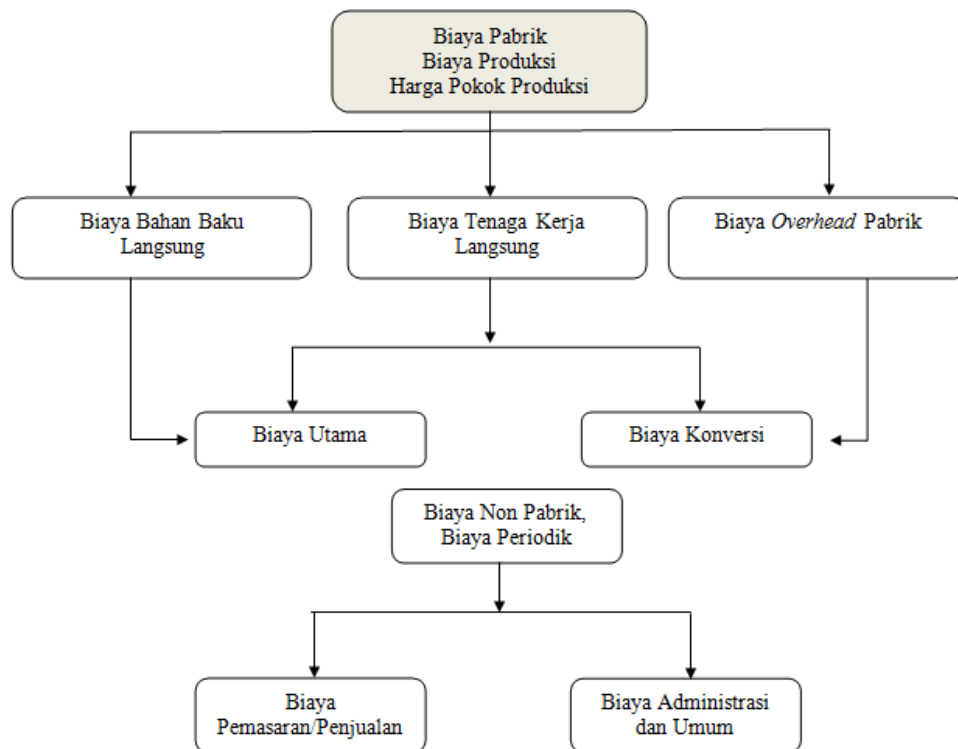 Biaya Pabrik
Biaya Produksi
Harga Pokok Produksi
Biaya Bahan Baku
Langsung
Biaya Tenaga Kerja
Langsung
Biaya Overhead Pabrik
Biaya Utama
Biaya Konversi
Biaya Non Pabrik,
Biaya Periodik
Biaya
Pemasaran/Penjualan
Biaya Administrasi
dan Umum